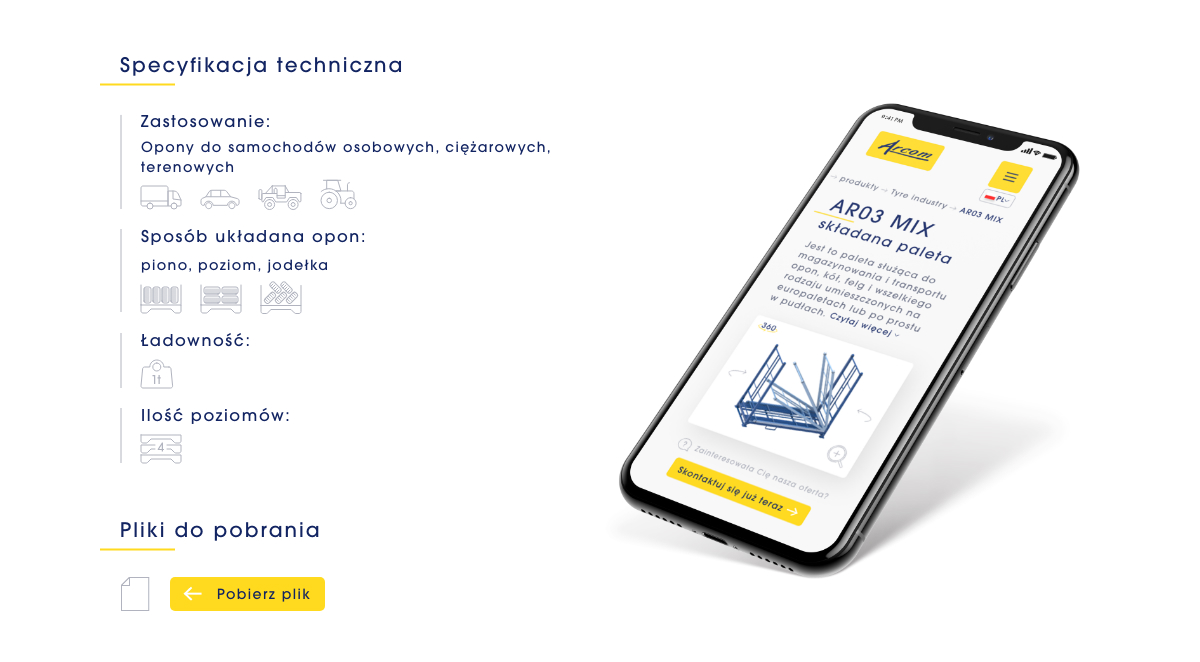 Specyfikacja techniczna
Zastosowanie:
Opony do samochodów osobowych, ciężarowych,
terenowych
Sposób układana opon:
piono, poziom, jodełka
Ładowność:
1t
Ilość poziomów:
4
Pliki do pobrania
Pobierz plik
9:41 PM
Arcom
produkty → Tyre industry → AR03 MIX
PL
AR03 MIX
składana paleta
Jest to paleta służąca do
magazynowania i transportu
opon, kół, felg i wszelkiego
rodzaju umieszczonych na
europaletach lub po prostu
w pudłach. Czytaj więcej
360
? Zainteresowała Cię nasza oferta?
Skontaktuj się już teraz →